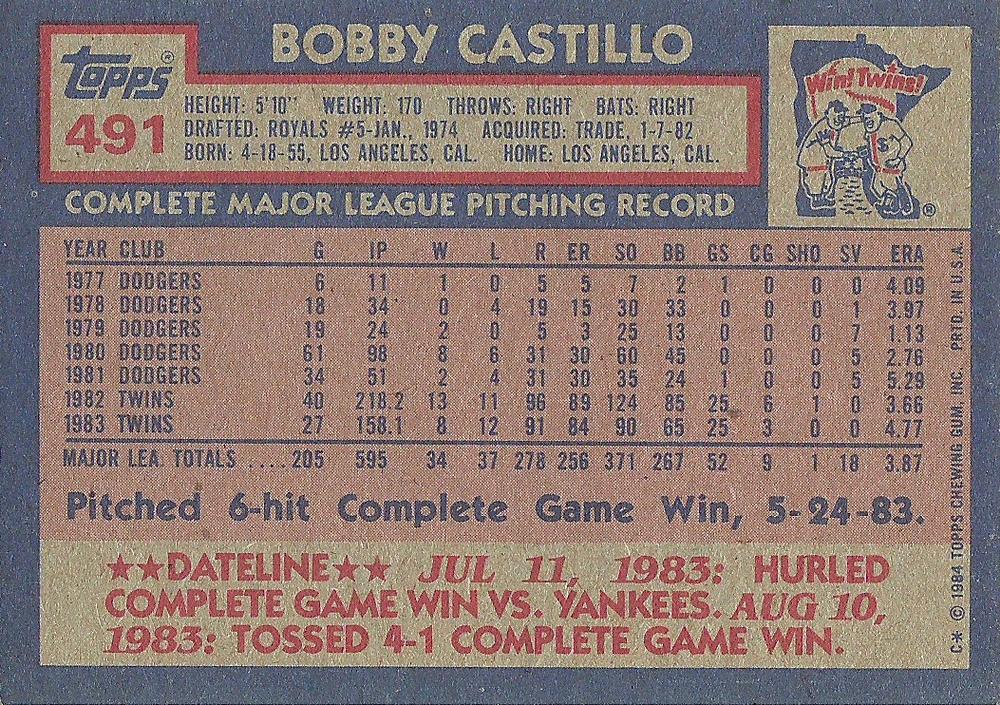 BOBBY CASTILLO
Topps®
491
Win! Twins!
®
HEIGHT: 5'10" WEIGHT: 170 THROWS: RIGHT BATS: RIGHT
DRAFTED: ROYALS #5-JAN., 1974 ACQUIRED: TRADE, 1-7-82
BORN: 4-18-55, LOS ANGELES, CAL. HOME: LOS ANGELES, CAL.
COMPLETE MAJOR LEAGUE PITCHING RECORD
YEAR CLUB G IP W L R ER SO BB GS CG SHO SV ERA
1977 DODGERS 6 11 1 0 5 5 7 2 1 0 0 0 4.09
1978 DODGERS 18 34 0 4 19 15 30 33 0 0 0 1 3.97
1979 DODGERS 19 24 2 0 5 3 25 13 0 0 0 7 1.13
1980 DODGERS 61 98 8 6 31 30 60 45 0 0 0 5 2.76
1981 DODGERS 34 51 2 4 31 30 35 24 1 0 0 5 5.29
1982 TWINS 40 218.2 13 11 96 89 124 85 25 6 1 0 3.66
1983 TWINS 27 158.1 8 12 91 84 90 65 25 3 0 0 4.77
MAJOR LEA. TOTALS .... 205 595 34 37 278 256 371 267 52 9 1 18 3.87
Pitched 6-hit Complete Game Win, 5-24-83.
★★DATELINE★★ JUL 11, 1983: HURLED
COMPLETE GAME WIN VS. YANKEES. AUG 10,
1983: TOSSED 4-1 COMPLETE GAME WIN.
C* © 1984 TOPPS CHEWING GUM, INC. PRTD. IN U.S.A.